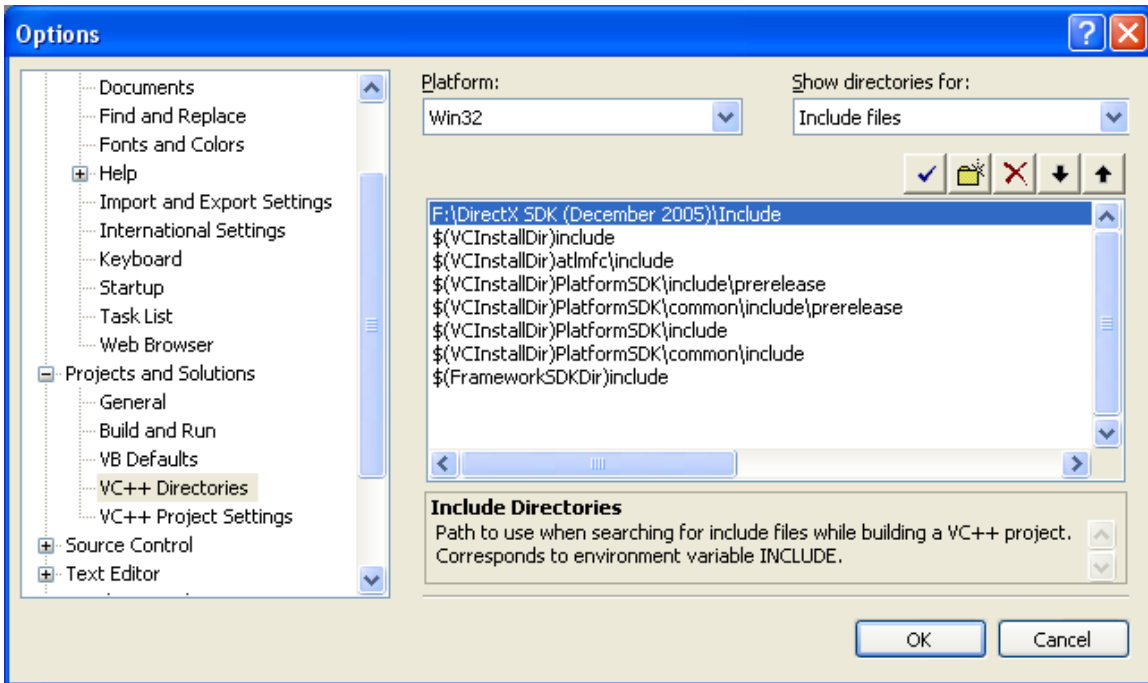 Options
Documents
Find and Replace
Fonts and Colors
Help
Import and Export Settings
International Settings
Keyboard
Startup
Task List
Web Browser
Projects and Solutions
General
Build and Run
VB Defaults
VC++ Directories
VC++ Project Settings
Source Control
Text Editor
Platform:
Win32
Show directories for:
Include files
F:\DirectX SDK (December 2005)\Include
$(VCInstallDir)include
$(VCInstallDir)atlmfc\include
$(VCInstallDir)PlatformSDK\include\prerelease
$(VCInstallDir)PlatformSDK\common\include\prerelease
$(VCInstallDir)PlatformSDK\include
$(VCInstallDir)PlatformSDK\common\include
$(FrameworkSDKDir)include
Include Directories
Path to use when searching for include files while building a VC++ project.
Corresponds to environment variable INCLUDE.
OK
Cancel